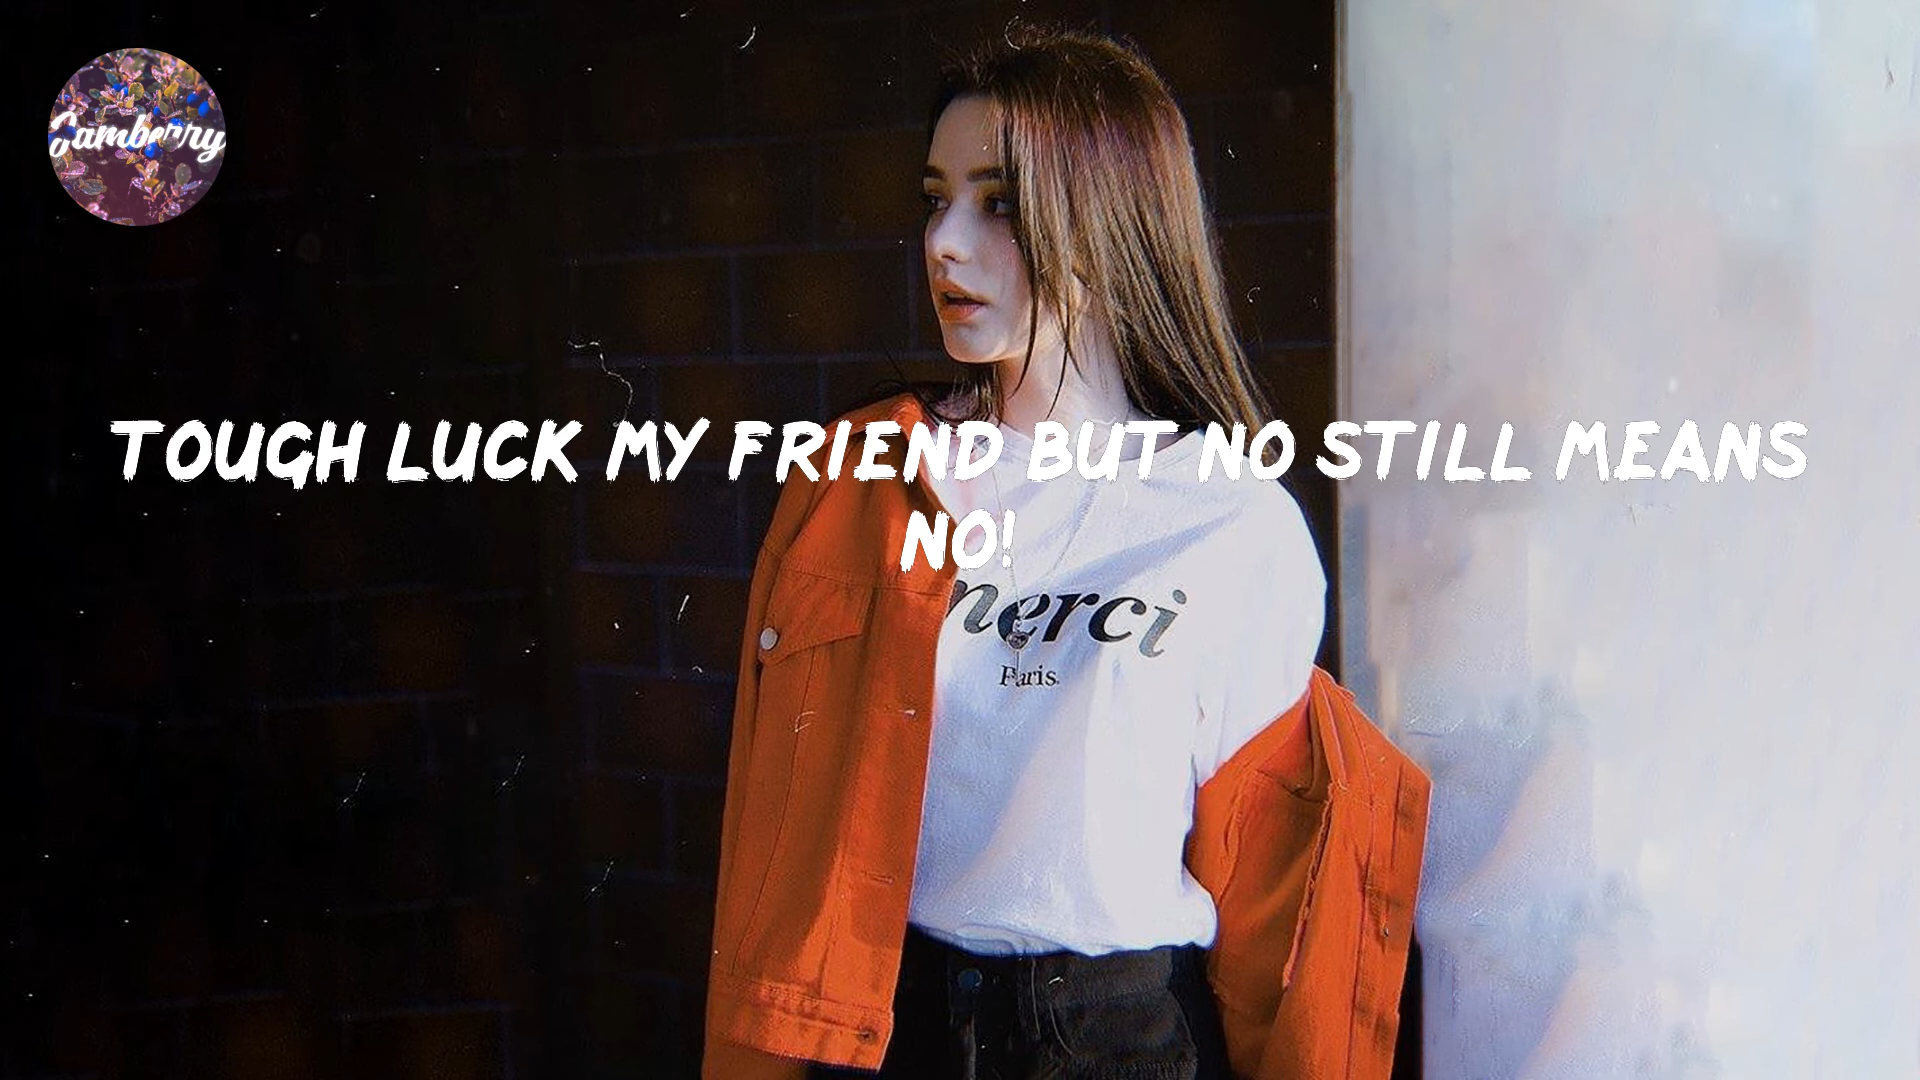 Camberry
TOUGH LUCK MY FRIEND BUT NO STILL MEANS
NO!
merci
Paris.